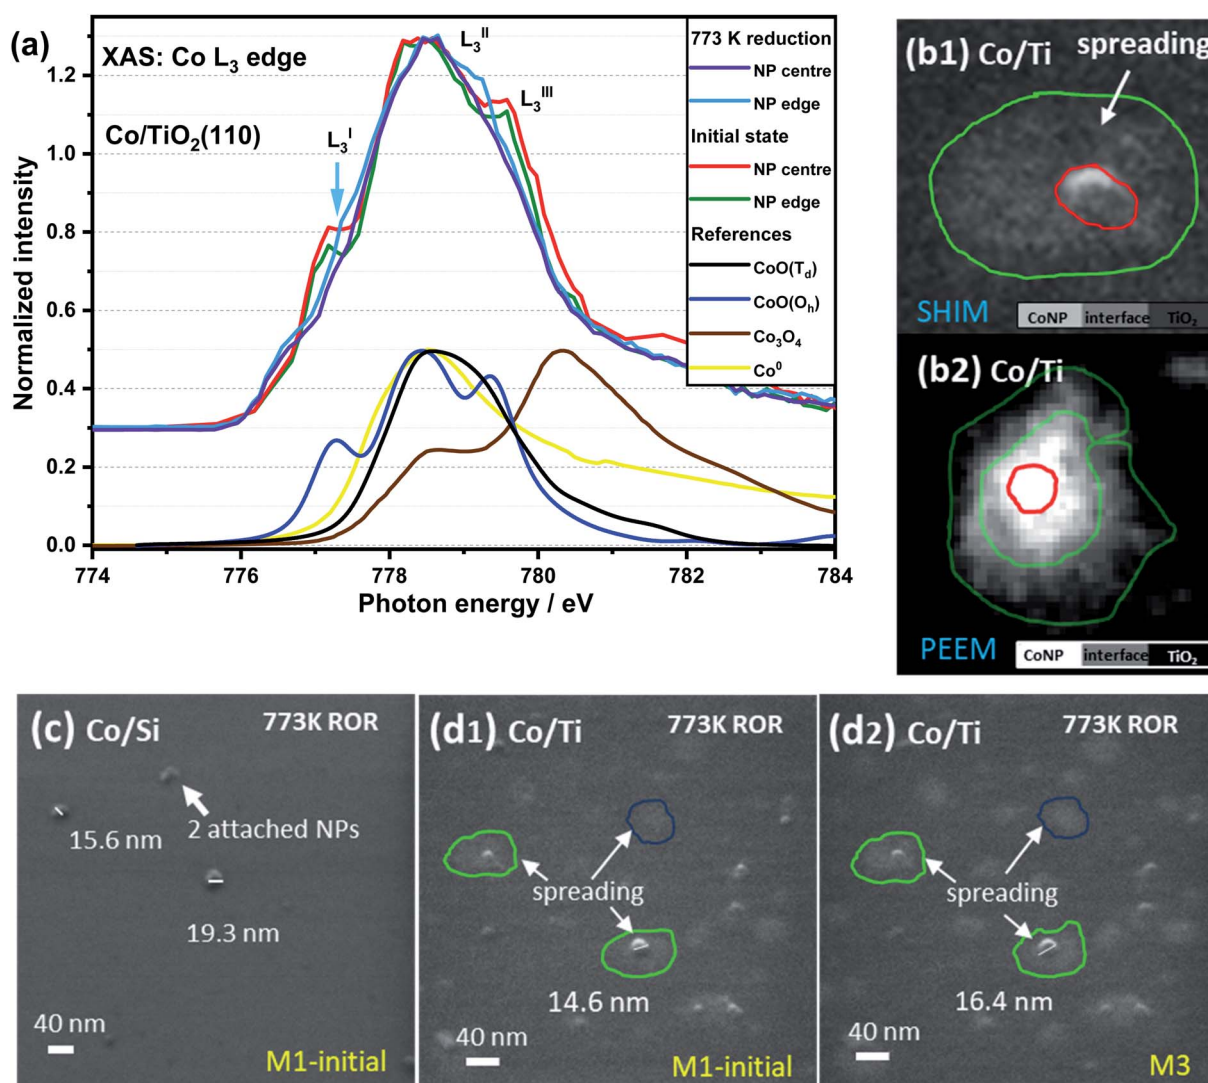 (a)
XAS: Co L₃ edge
Co/TiO₂(110)
L₃ᴵ
L₃ᴵᴵ
L₃ᴵᴵᴵ
773 K reduction
NP centre
NP edge
Initial state
NP centre
NP edge
References
CoO(T_d)
CoO(O_h)
Co₃O₄
Co⁰
Normalized intensity
1.2
1.0
0.8
0.6
0.4
0.2
0.0
774
776
778
780
782
784
Photon energy / eV
(b1) Co/Ti
spreading
SHIM
CoNP interface TiO₂
(b2) Co/Ti
PEEM
CoNP interface TiO₂
(c) Co/Si
773K ROR
2 attached NPs
15.6 nm
19.3 nm
40 nm
M1-initial
(d1) Co/Ti
773K ROR
spreading
14.6 nm
40 nm
M1-initial
(d2) Co/Ti
773K ROR
spreading
16.4 nm
40 nm
M3